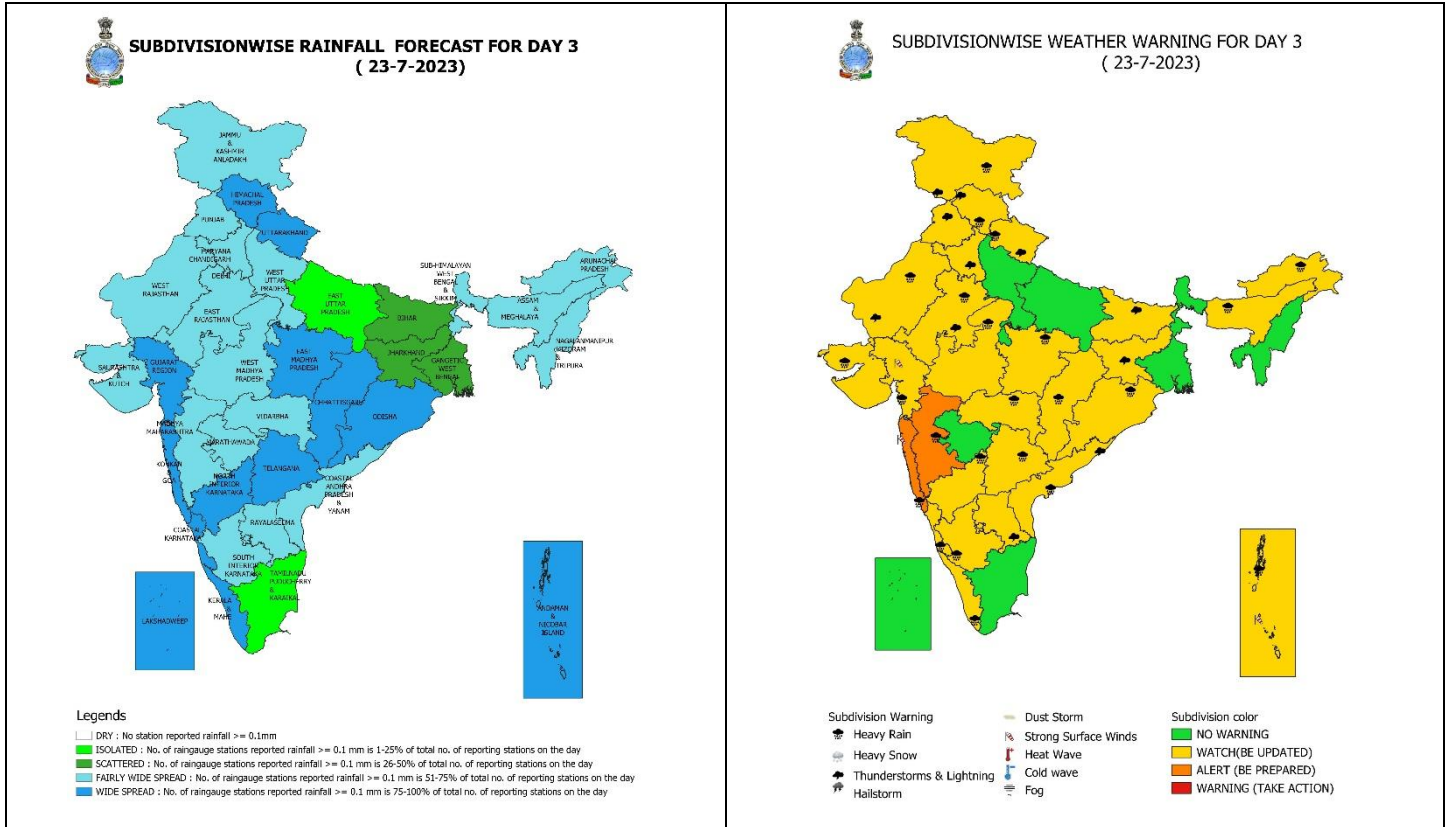 SUBDIVISIONWISE RAINFALL FORECAST FOR DAY 3
( 23-7-2023)
JAMMU
&
KASHMIR
ANLADAKH
HIMACHAL
PRADESH
PUNJAB
UTTARAKHAND
HARYANA
CHANDIGARH
&
DELHI
WEST
UTTAR
PRADESH
SUB-HIMALAYAN
WEST
BENGAL
&
SIKKIM
ARUNACHAL
PRADESH
WEST
RAJASTHAN
EAST
UTTAR
PRADESH
ASSAM
&
MEGHALAYA
EAST
RAJASTHAN
BIHAR
NAGALANMANIPUR
MIZORAM
&
TRIPURA
JHARKHAND
GANGETIC
WEST
BENGAL
GUJARAT
REGION
SAURASHTRA
&
KUTCH
WEST
MADHYA
PRADESH
EAST
MADHYA
PRADESH
CHHATTISGARH
ODISHA
VIDARBHA
MADHYA
MAHARASHTRA
MARATHAWADA
KONKAN
&
GOA
NORTH
INTERIOR
KARNATAKA
TELANGANA
COASTAL
ANDHRA
PRADESH
&
YANAM
COASTAL
KARNATAKA
RAYALASEEMA
SOUTH
INTERIOR
KARNATAKA
TAMILNADU
PUDUCHERRY
&
KARAIKAL
KERALA
&
MAHE
LAKSHADWEEP
ANDAMAN
&
NICOBAR
ISLAND
Legends
DRY : No station reported rainfall >= 0.1mm
ISOLATED : No. of raingauge stations reported rainfall >= 0.1 mm is 1-25% of total no. of reporting stations on the day
SCATTERED : No. of raingauge stations reported rainfall >= 0.1 mm is 26-50% of total no. of reporting stations on the day
FAIRLY WIDE SPREAD : No. of raingauge stations reported rainfall >= 0.1 mm is 51-75% of total no. of reporting stations on the day
WIDE SPREAD : No. of raingauge stations reported rainfall >= 0.1 mm is 75-100% of total no. of reporting stations on the day
SUBDIVISIONWISE WEATHER WARNING FOR DAY 3
( 23-7-2023)
Subdivision Warning
Heavy Rain
Heavy Snow
Thunderstorms & Lightning
Hailstorm
Dust Storm
Strong Surface Winds
Heat Wave
Cold wave
Fog
Subdivision color
NO WARNING
WATCH(BE UPDATED)
ALERT (BE PREPARED)
WARNING (TAKE ACTION)